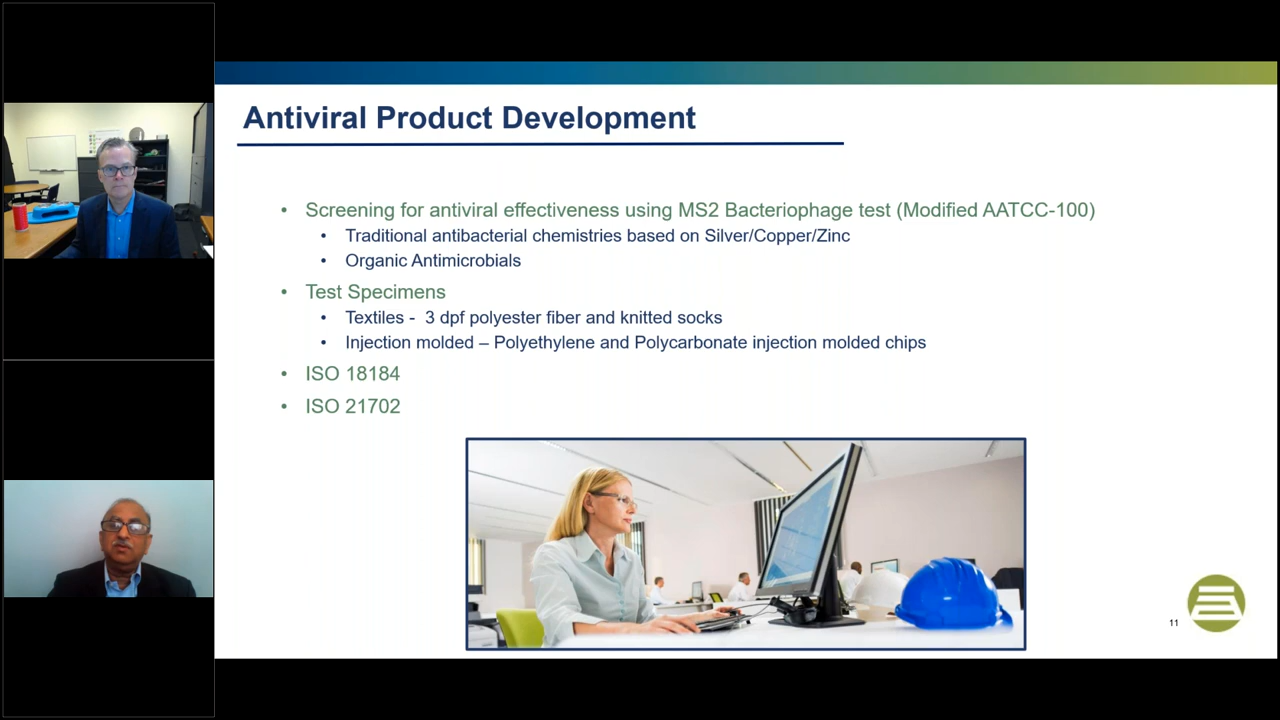 Antiviral Product Development
• Screening for antiviral effectiveness using MS2 Bacteriophage test (Modified AATCC-100)
• Traditional antibacterial chemistries based on Silver/Copper/Zinc
• Organic Antimicrobials
• Test Specimens
• Textiles - 3 dpf polyester fiber and knitted socks
• Injection molded – Polyethylene and Polycarbonate injection molded chips
• ISO 18184
• ISO 21702
11